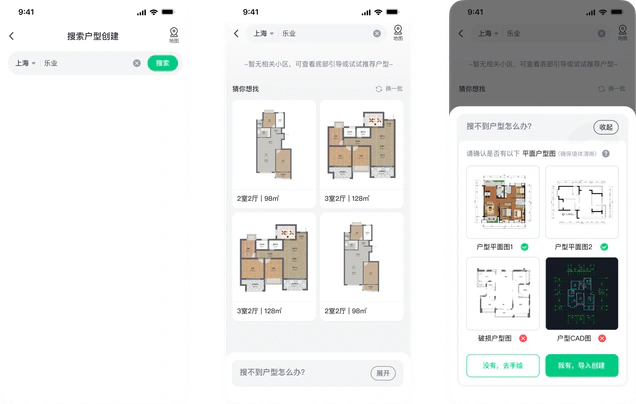 9:41
搜索户型创建
地图
上海
乐业
搜索
9:41
上海
乐业
地图
~暂无相关小区，可查看底部引导或试试推荐户型~
猜你想找
换一批
2室2厅 | 98㎡
3室2厅 | 128㎡
3室2厅 | 128㎡
2室2厅 | 98㎡
搜不到户型怎么办?
展开
9:41
上海
乐业
地图
~暂无相关小区，可查看底部引导或试试推荐户型~
猜你想找
换一批
搜不到户型怎么办?
收起
请确认是否有以下 平面户型图 (确保墙体清晰)
户型平面图1
户型平面图2
破损户型图
户型CAD图
没有，去手绘
我有，导入创建